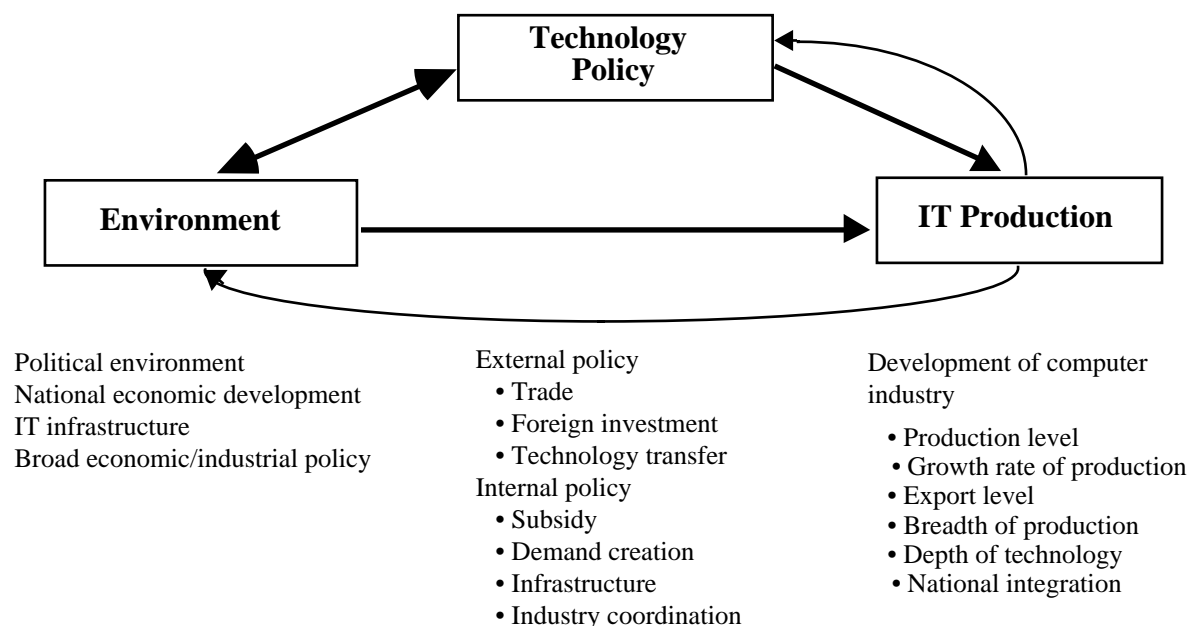 Technology
Policy
Environment
IT Production
Political environment
National economic development
IT infrastructure
Broad economic/industrial policy
External policy
• Trade
• Foreign investment
• Technology transfer
Internal policy
• Subsidy
• Demand creation
• Infrastructure
• Industry coordination
Development of computer
industry
• Production level
• Growth rate of production
• Export level
• Breadth of production
• Depth of technology
• National integration